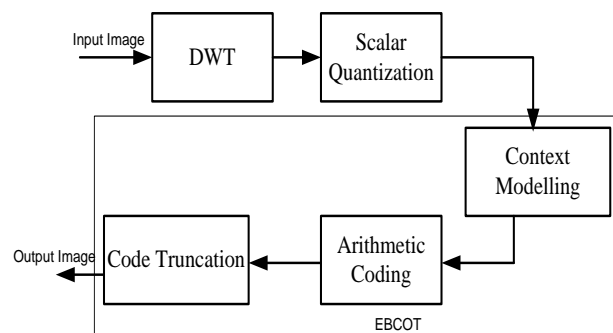 Input Image
DWT
Scalar
Quantization
Context
Modelling
Output Image
Code Truncation
Arithmetic
Coding
EBCOT